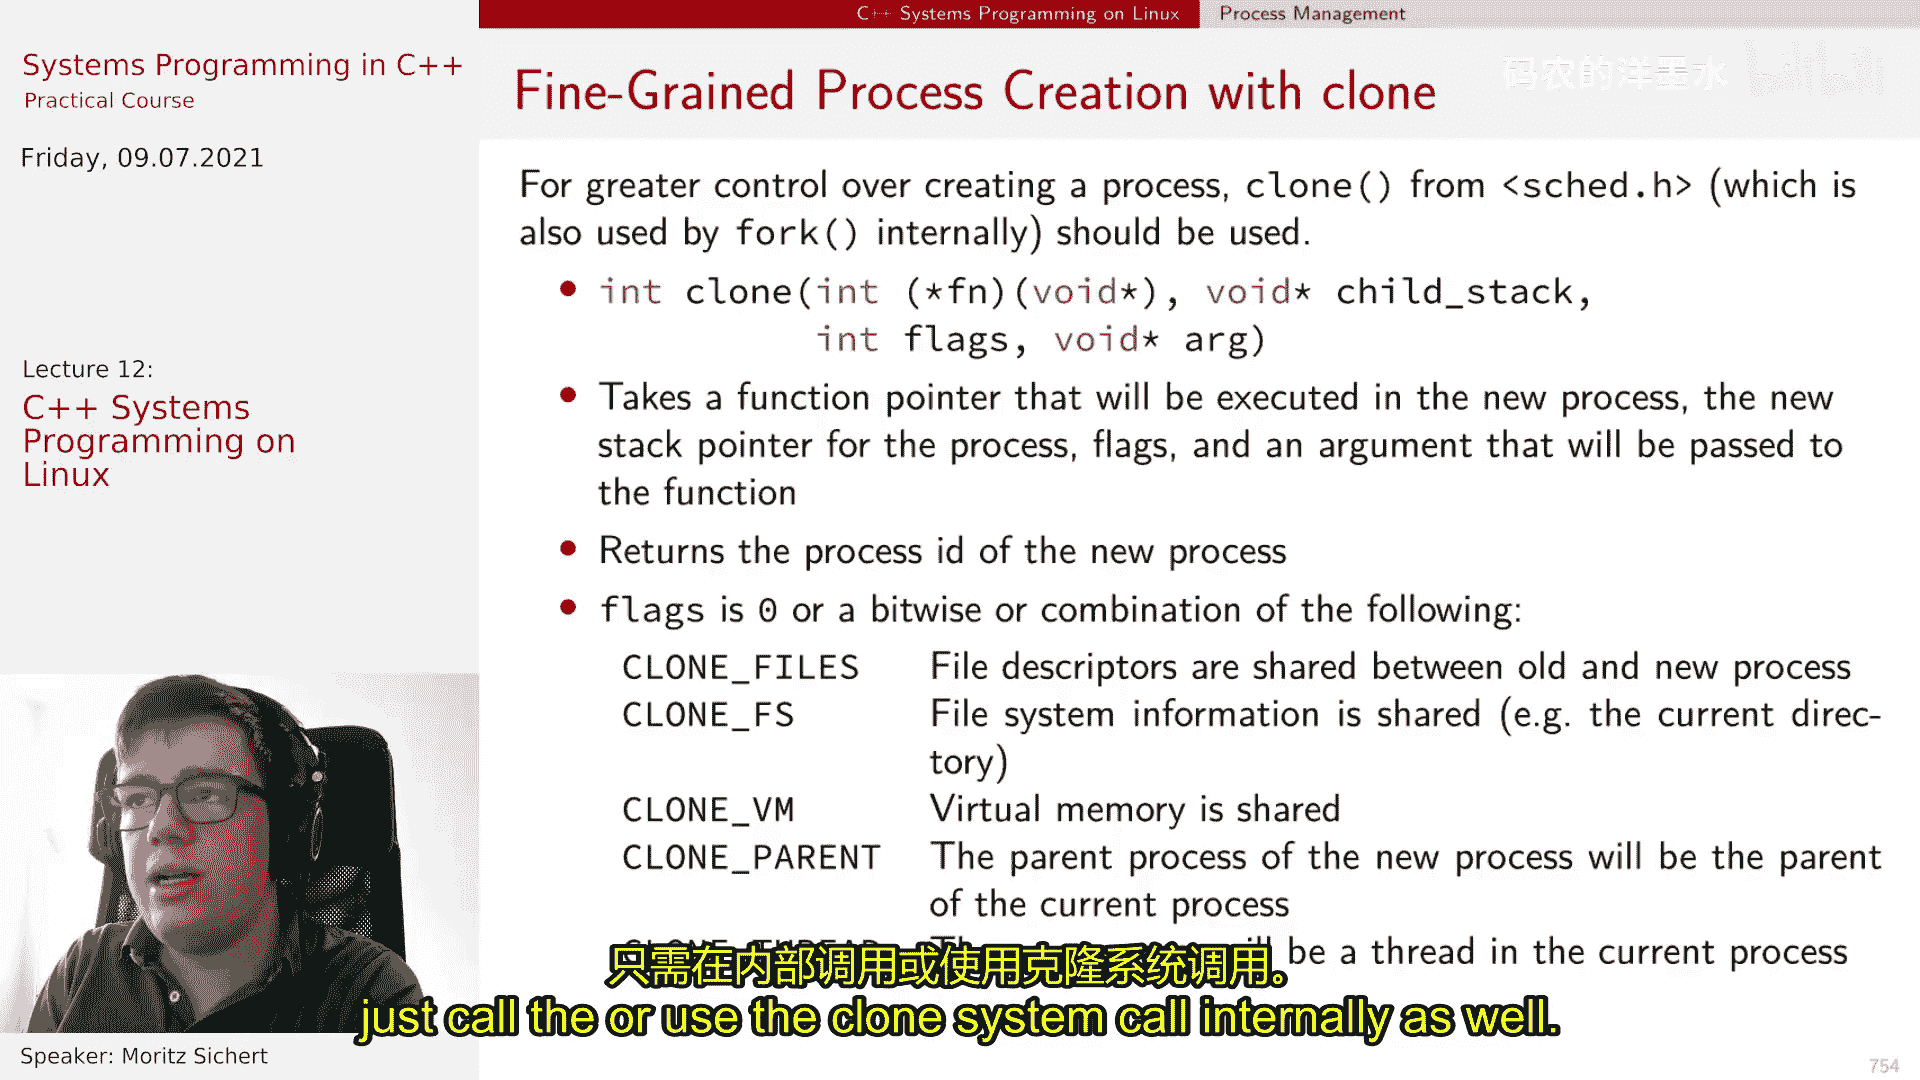 C++ Systems Programming on Linux
Process Management
Systems Programming in C++
Practical Course
Friday, 09.07.2021
Lecture 12:
C++ Systems
Programming on
Linux
Speaker: Moritz Sichert
码农的洋墨水
Fine-Grained Process Creation with clone
For greater control over creating a process, clone() from <sched.h> (which is
also used by fork() internally) should be used.
• int clone(int (*fn)(void*), void* child_stack,
int flags, void* arg)
• Takes a function pointer that will be executed in the new process, the new
stack pointer for the process, flags, and an argument that will be passed to
the function
• Returns the process id of the new process
• flags is 0 or a bitwise or combination of the following:
CLONE_FILES File descriptors are shared between old and new process
CLONE_FS File system information is shared (e.g. the current direc-
tory)
CLONE_VM Virtual memory is shared
CLONE_PARENT The parent process of the new process will be the parent
of the current process
be a thread in the current process
只需在内部调用或使用克隆系统调用。
just call the or use the clone system call internally as well.
754